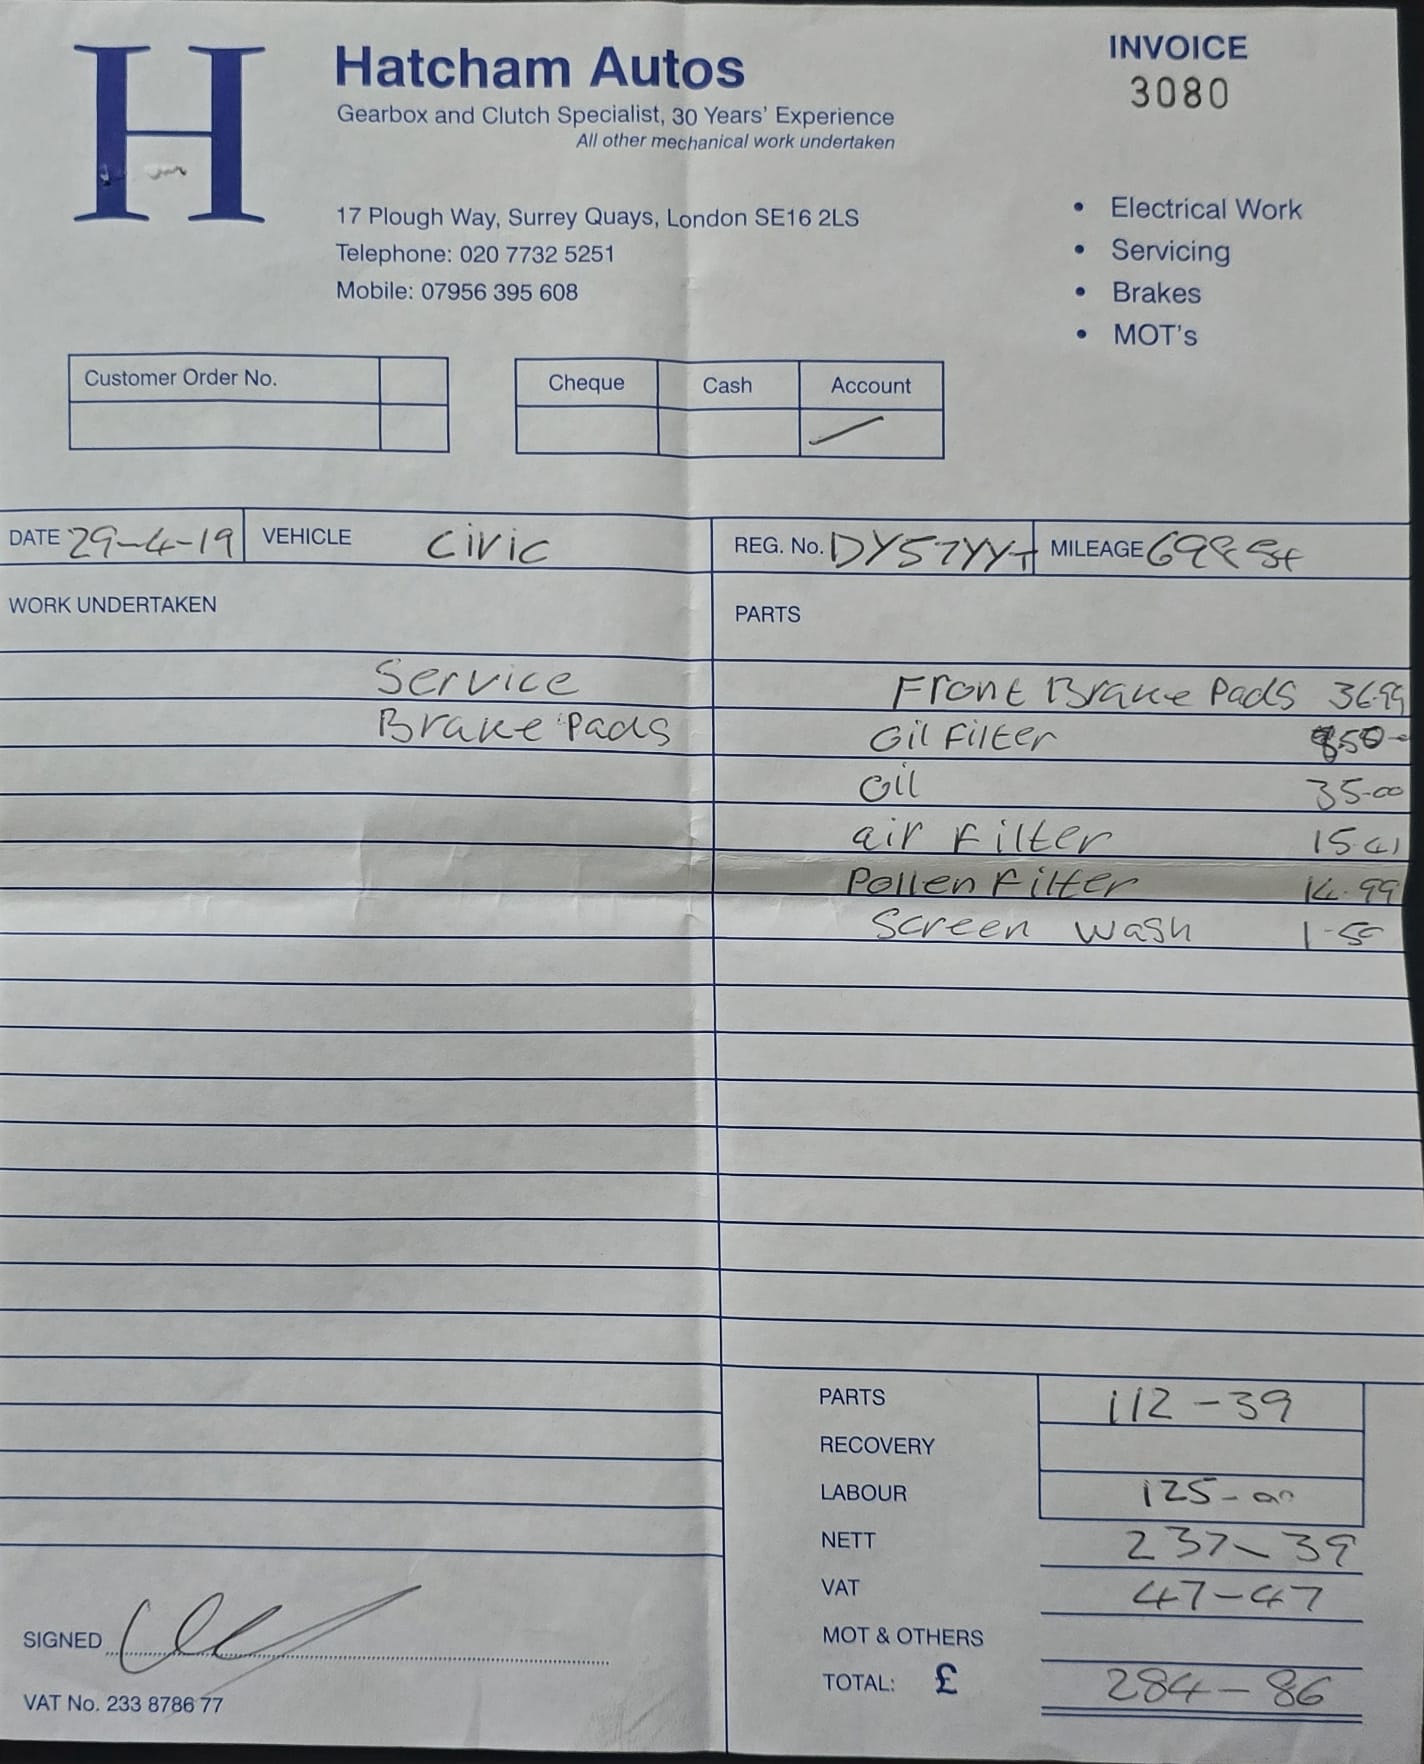 H
Hatcham Autos
Gearbox and Clutch Specialist, 30 Years' Experience
All other mechanical work undertaken
17 Plough Way, Surrey Quays, London SE16 2LS
Telephone: 020 7732 5251
Mobile: 07956 395 608
INVOICE
3080
• Electrical Work
• Servicing
• Brakes
• MOT's
Customer Order No.
Cheque Cash Account
DATE 29-4-19 VEHICLE Civic REG. No. DY57YYT MILEAGE
WORK UNDERTAKEN
Service
Brake Pads
PARTS
Front Brake Pads 36.99
Oil Filter 8.50
Oil 35-00
air Filter 15.41
Pollen Filter 14.99
Screen wash 1-50
PARTS 112-39
RECOVERY
LABOUR 125-00
NETT 237-39
VAT 47-47
MOT & OTHERS
TOTAL: £ 284-86
SIGNED
VAT No. 233 8786 77